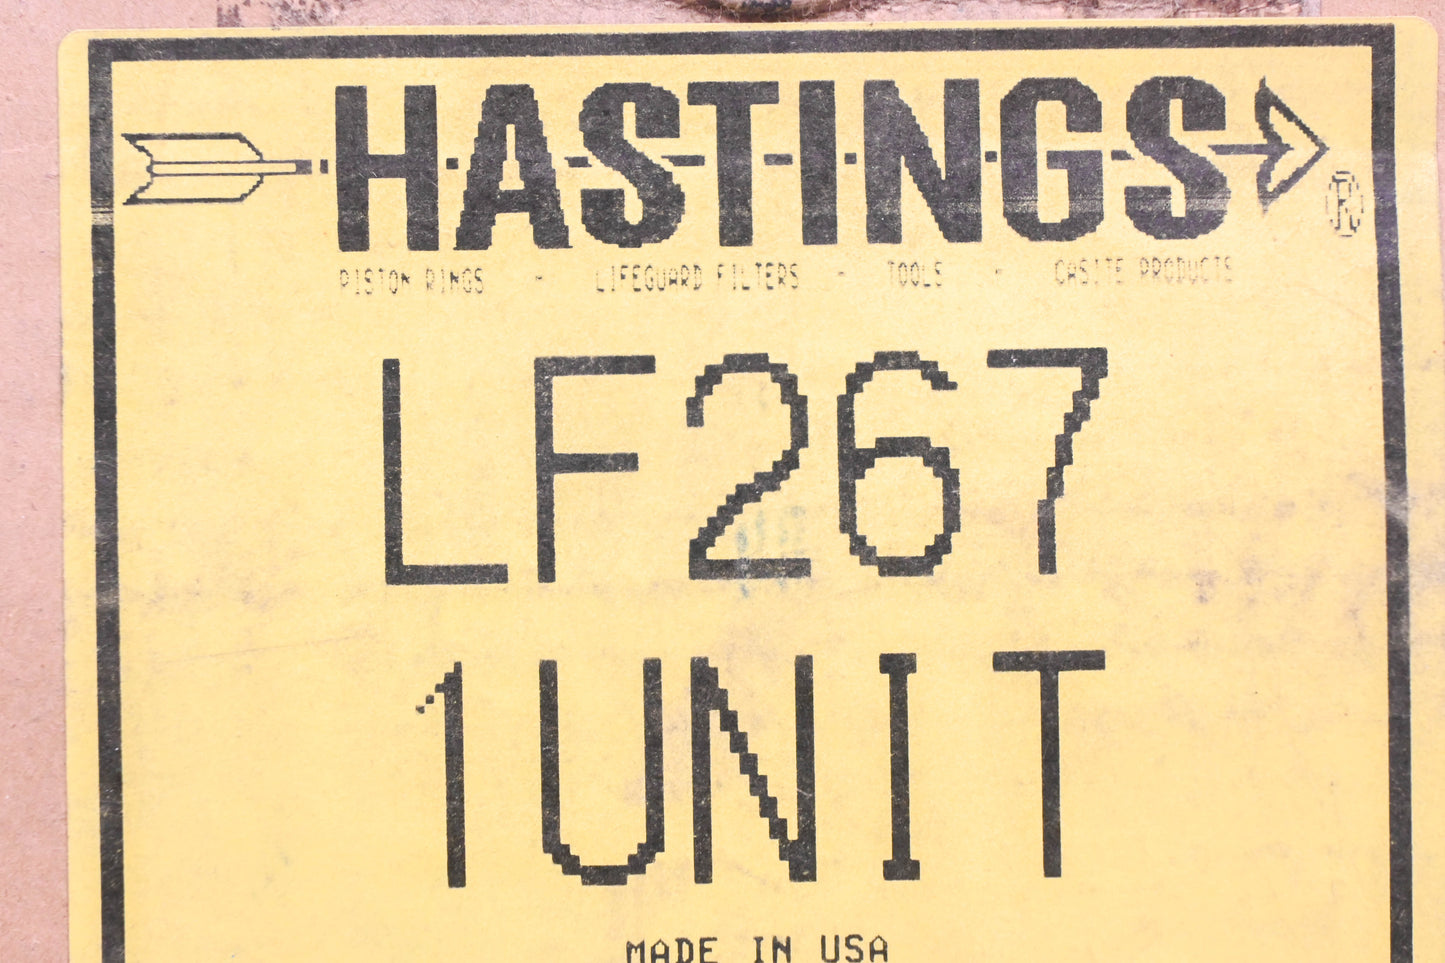 HASTINGS ®
PISTON RINGS - LIFEGUARD FILTERS - TOOLS - CASITE PRODUCTS
LF267
1UNIT
MADE IN USA